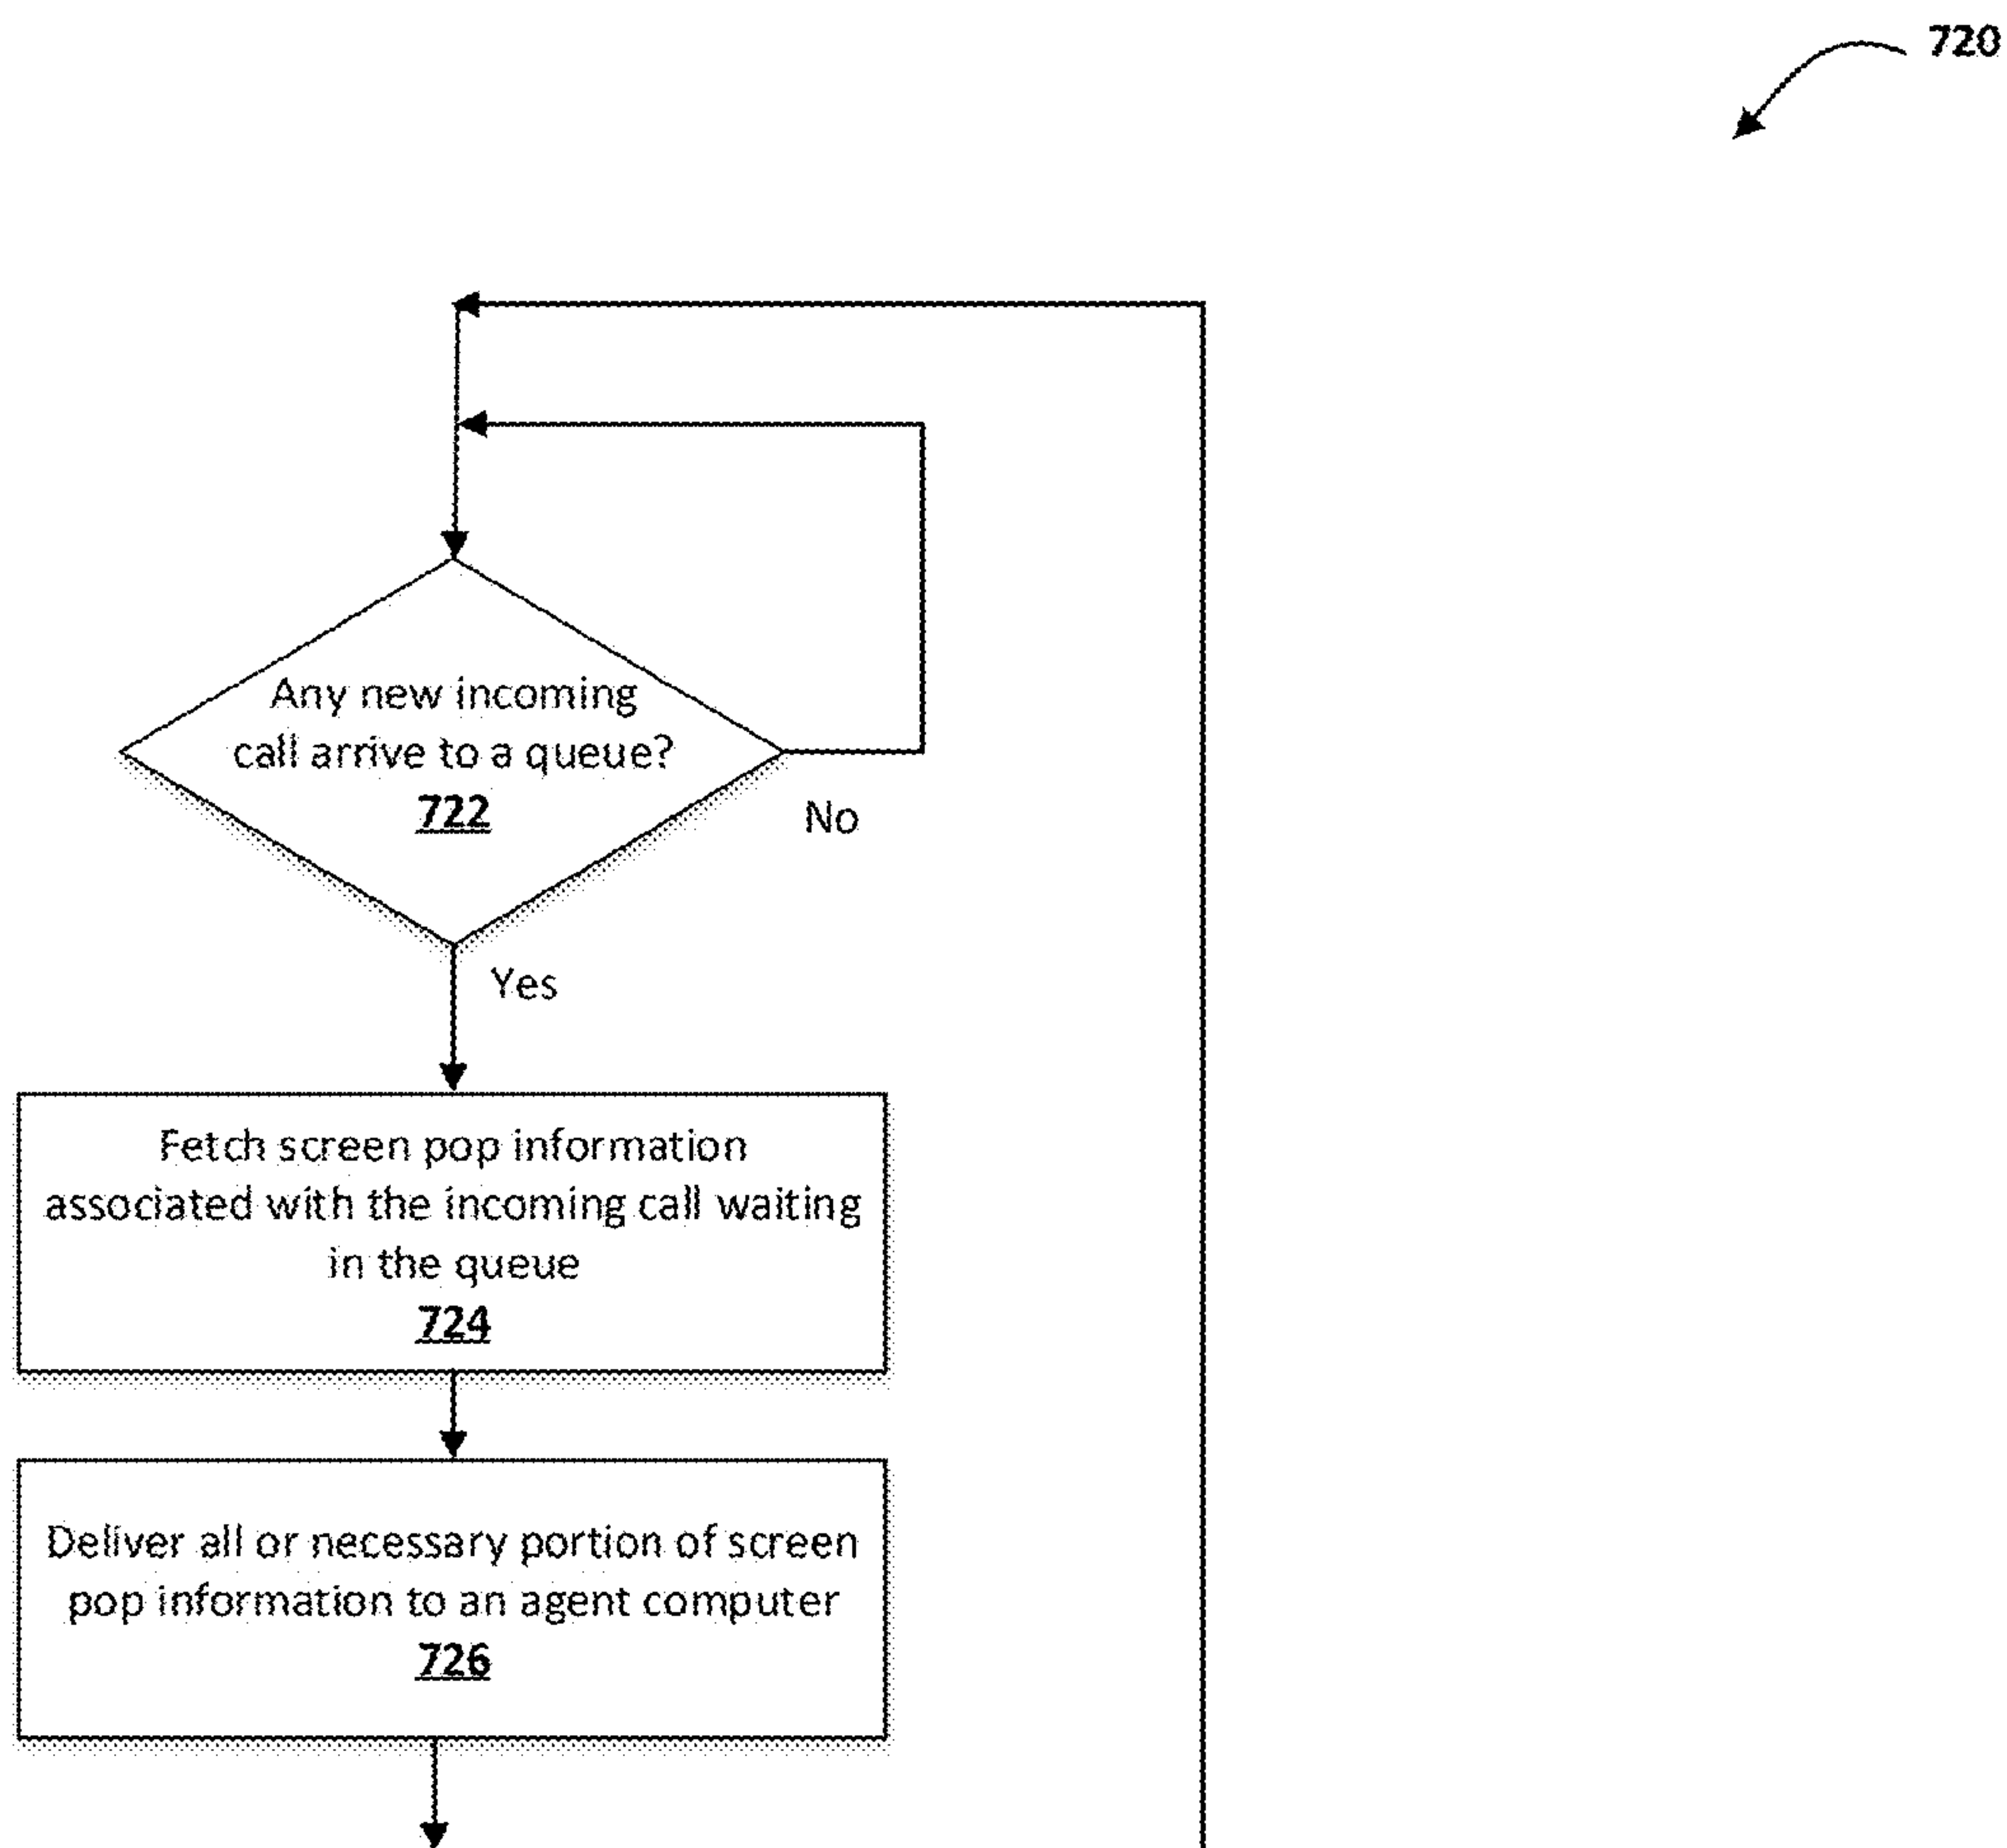 720
Any new incoming
call arrive to a queue?
722
No
Yes
Fetch screen pop information
associated with the incoming call waiting
in the queue
724
Deliver all or necessary portion of screen
pop information to an agent computer
726